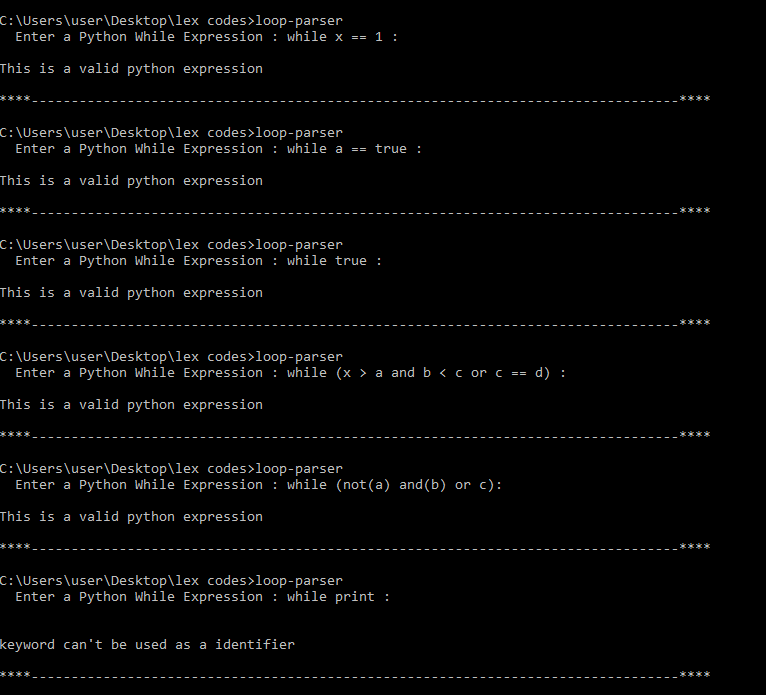 C:\Users\user\Desktop\lex codes>loop-parser
Enter a Python While Expression : while x == 1 :
This is a valid python expression
****---------------------------------------------------------------------------------****
C:\Users\user\Desktop\lex codes>loop-parser
Enter a Python While Expression : while a == true :
This is a valid python expression
****---------------------------------------------------------------------------------****
C:\Users\user\Desktop\lex codes>loop-parser
Enter a Python While Expression : while true :
This is a valid python expression
****---------------------------------------------------------------------------------****
C:\Users\user\Desktop\lex codes>loop-parser
Enter a Python While Expression : while (x > a and b < c or c == d) :
This is a valid python expression
****---------------------------------------------------------------------------------****
C:\Users\user\Desktop\lex codes>loop-parser
Enter a Python While Expression : while (not(a) and(b) or c):
This is a valid python expression
****---------------------------------------------------------------------------------****
C:\Users\user\Desktop\lex codes>loop-parser
Enter a Python While Expression : while print :
keyword can't be used as a identifier
****---------------------------------------------------------------------------------****